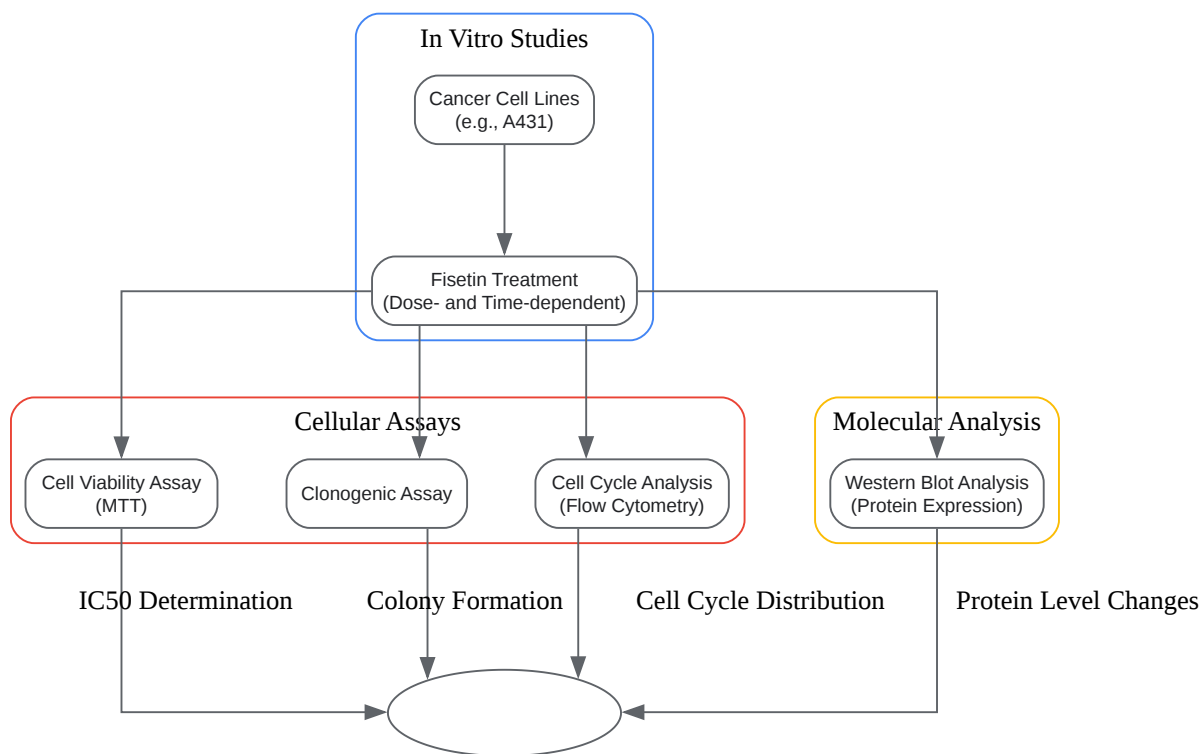 In Vitro Studies
Cancer Cell Lines
(e.g., A431)
Fisetin Treatment
(Dose- and Time-dependent)
Cellular Assays
Molecular Analysis
Cell Viability Assay
(MTT)
Clonogenic Assay
Cell Cycle Analysis
(Flow Cytometry)
Western Blot Analysis
(Protein Expression)
IC50 Determination
Colony Formation
Cell Cycle Distribution
Protein Level Changes